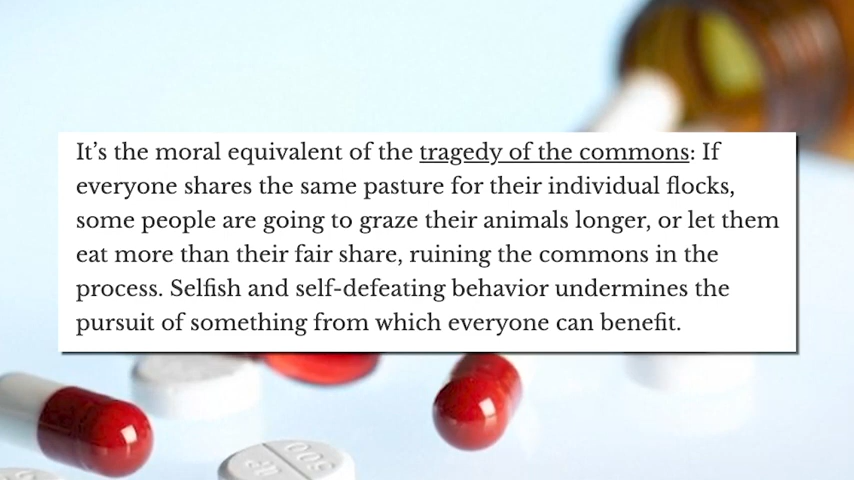 It’s the moral equivalent of the tragedy of the commons: If
everyone shares the same pasture for their individual flocks,
some people are going to graze their animals longer, or let them
eat more than their fair share, ruining the commons in the
process. Selfish and self-defeating behavior undermines the
pursuit of something from which everyone can benefit.
500